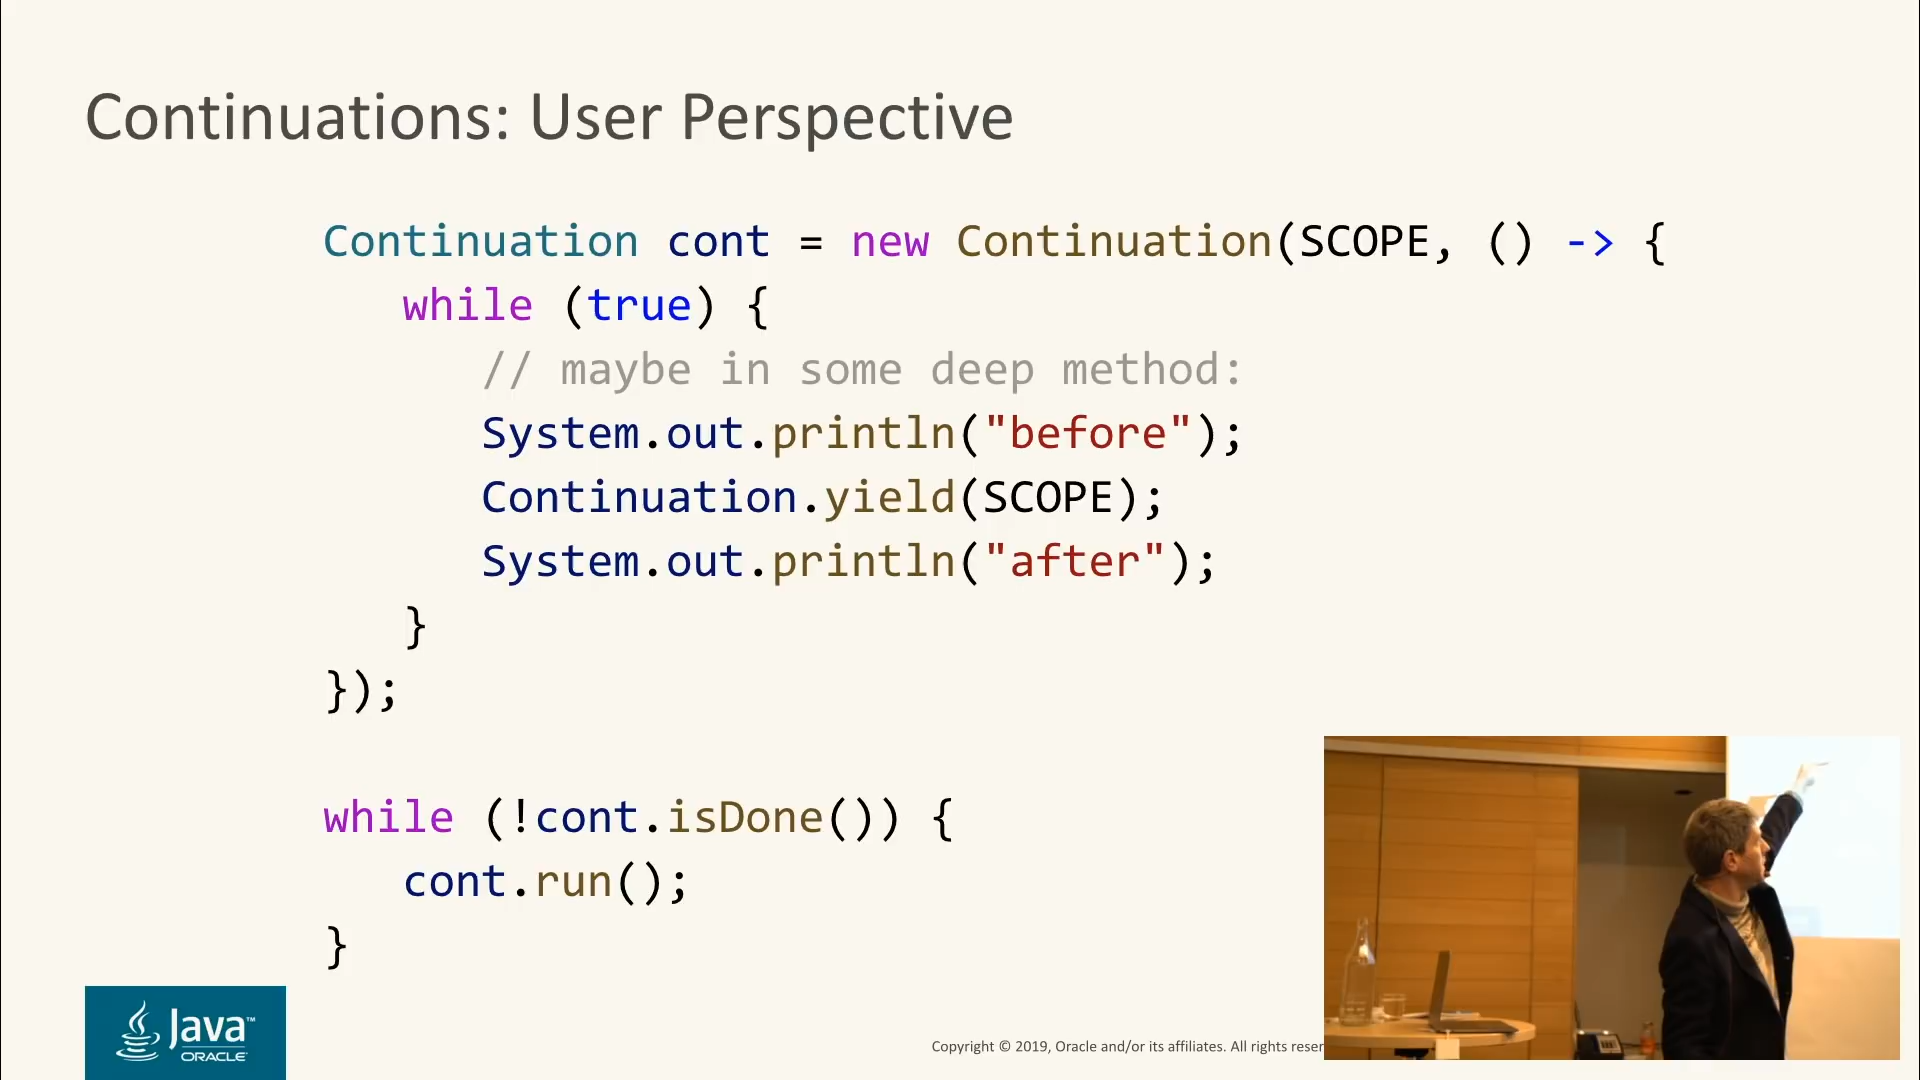 Continuations: User Perspective
Continuation cont = new Continuation(SCOPE, () -> {
while (true) {
// maybe in some deep method:
System.out.println("before");
Continuation.yield(SCOPE);
System.out.println("after");
}
});
while (!cont.isDone()) {
cont.run();
}
Java™
ORACLE
Copyright © 2019, Oracle and/or its affiliates. All rights